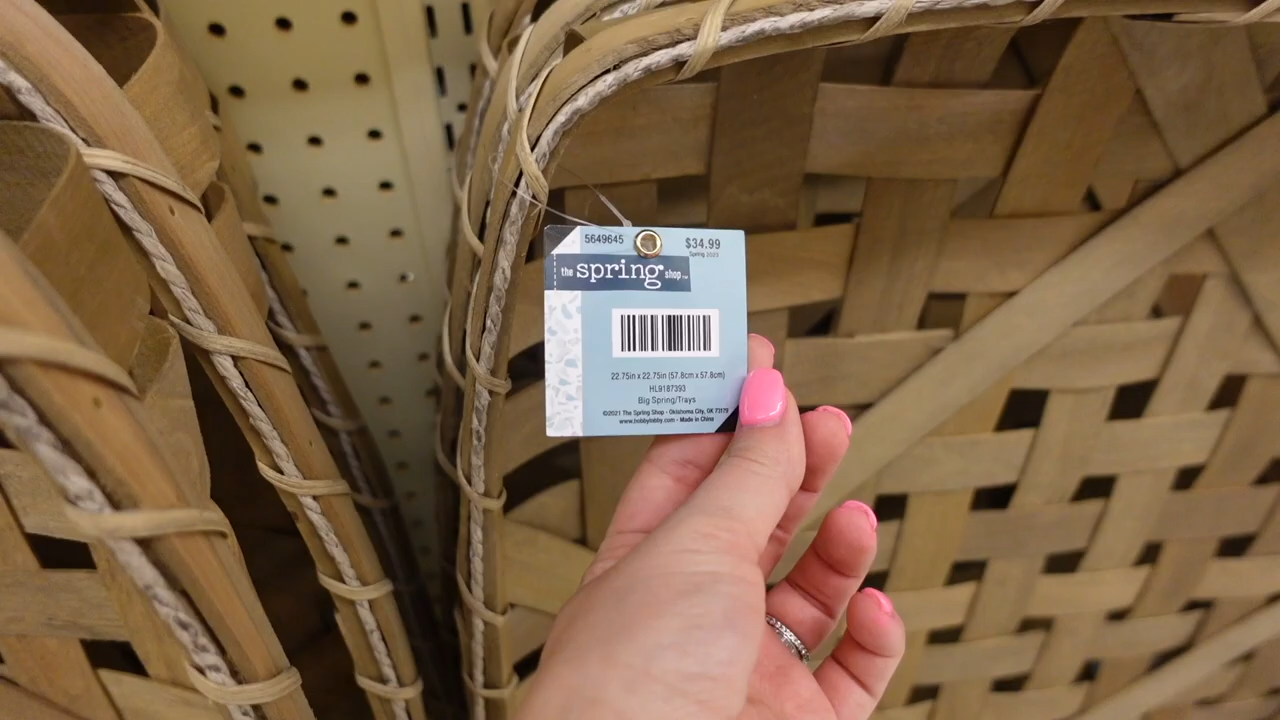 5649645
$34.99
Spring 2023
the spring shop™
22.75in x 22.75in (57.8cm x 57.8cm)
HL9187393
Big Spring/Trays
©2021 The Spring Shop - Oklahoma City, OK 73179
www.hobbylobby.com - Made in China